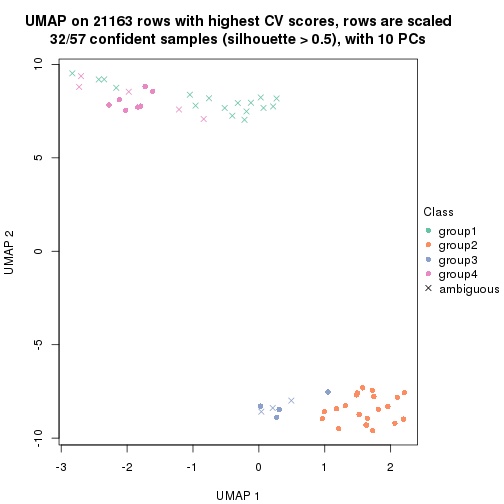 UMAP on 21163 rows with highest CV scores, rows are scaled
32/57 confident samples (silhouette > 0.5), with 10 PCs
10
5
0
-5
-10
UMAP 2
-3
-2
-1
0
1
2
UMAP 1
Class
group1
group2
group3
group4
ambiguous